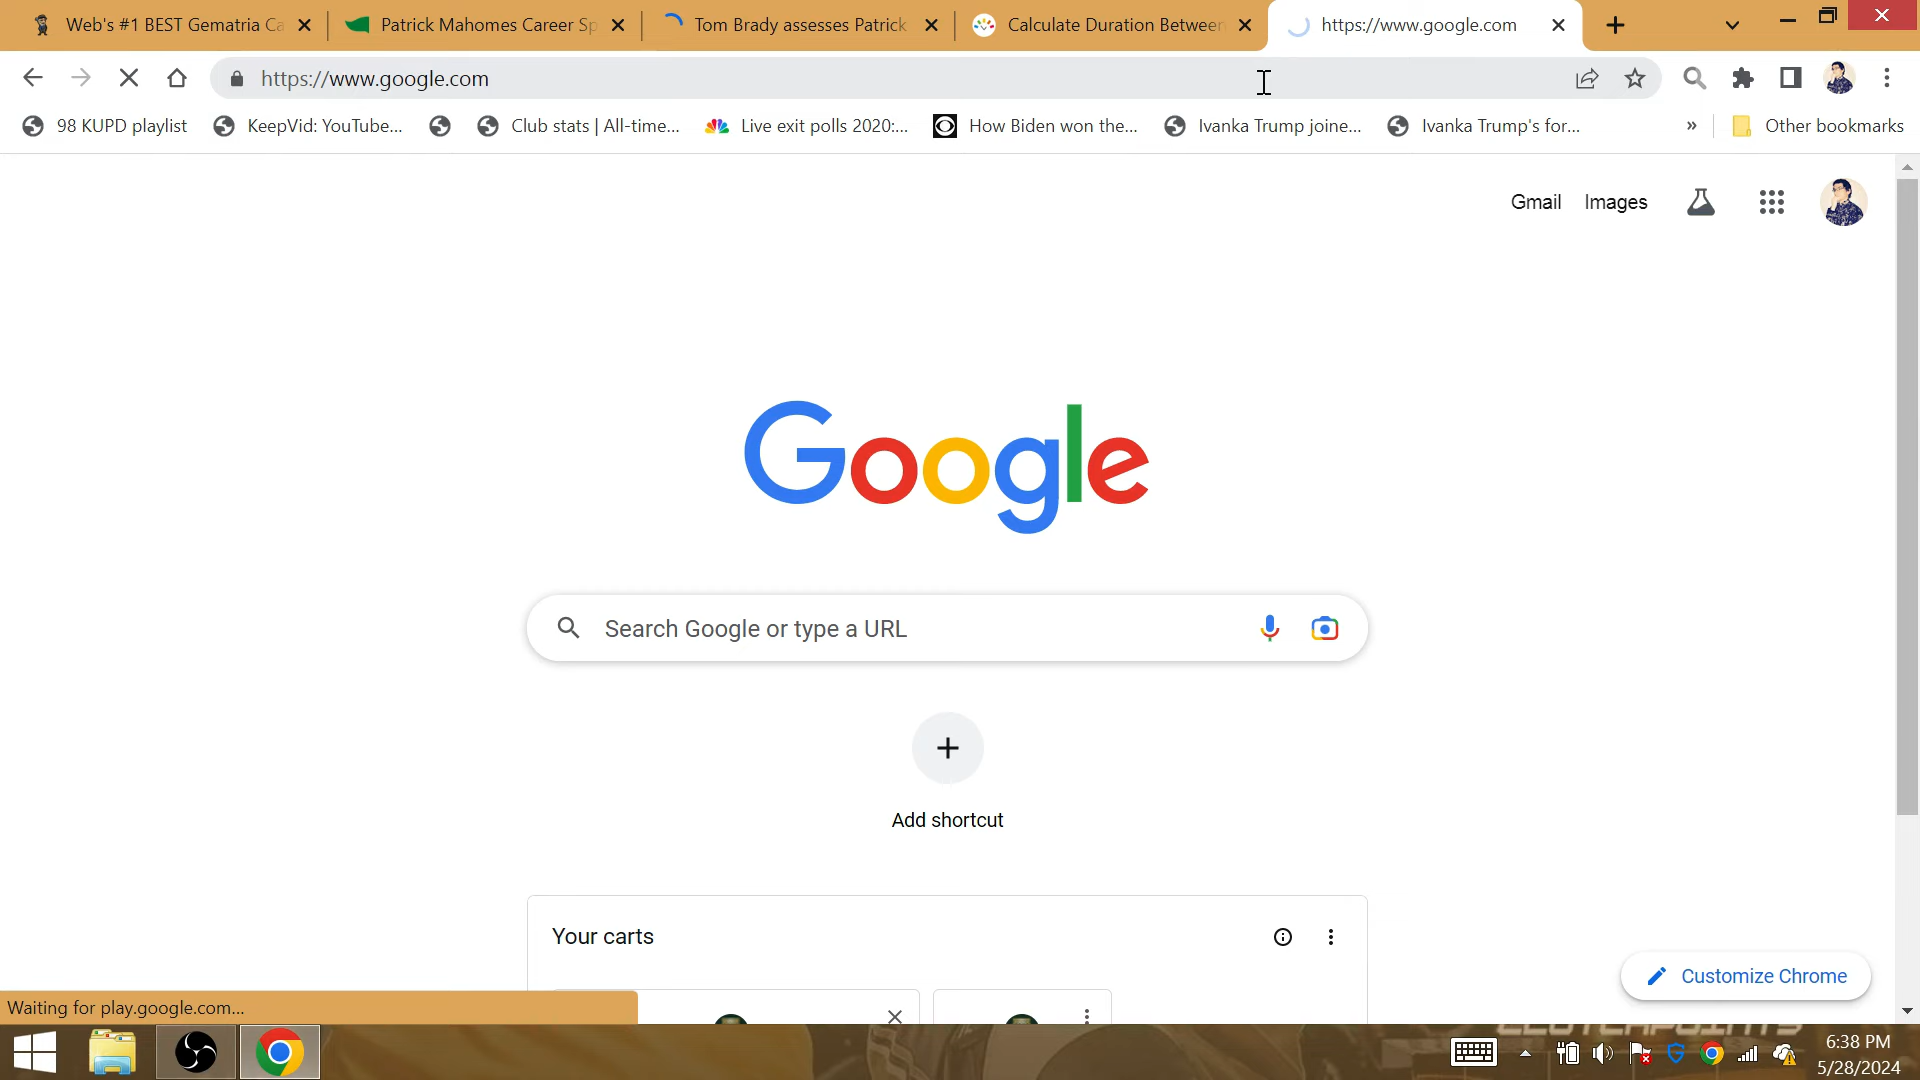 Web's #1 BEST Gematria Ca
Patrick Mahomes Career Sp
Tom Brady assesses Patrick
Calculate Duration Between
https://www.google.com
https://www.google.com
98 KUPD playlist
KeepVid: YouTube...
Club stats | All-time...
Live exit polls 2020:...
How Biden won the...
Ivanka Trump joine...
Ivanka Trump's for...
»
Other bookmarks
Gmail
Images
Google
Search Google or type a URL
Add shortcut
Your carts
Customize Chrome
Waiting for play.google.com...
CLUTCHPOINTS
6:38 PM
5/28/2024